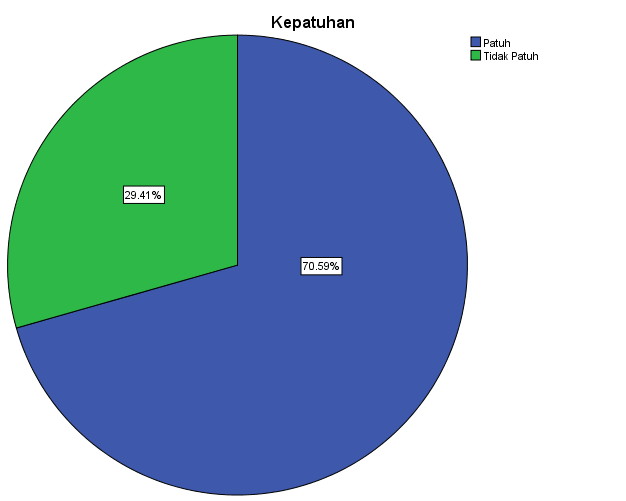 Kepatuhan
Patuh
Tidak Patuh
29.41%
70.59%